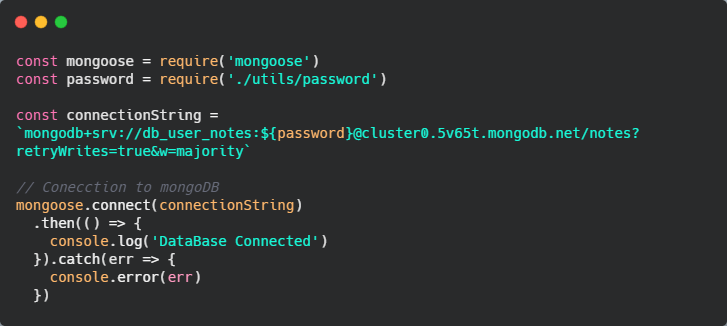 const mongoose = require('mongoose')
const password = require('./utils/password')
const connectionString =
`mongodb+srv://db_user_notes:${password}@cluster0.5v65t.mongodb.net/notes?
retryWrites=true&w=majority`
// Conecction to mongoDB
mongoose.connect(connectionString)
  .then(() => {
    console.log('DataBase Connected')
  }).catch(err => {
    console.error(err)
  })